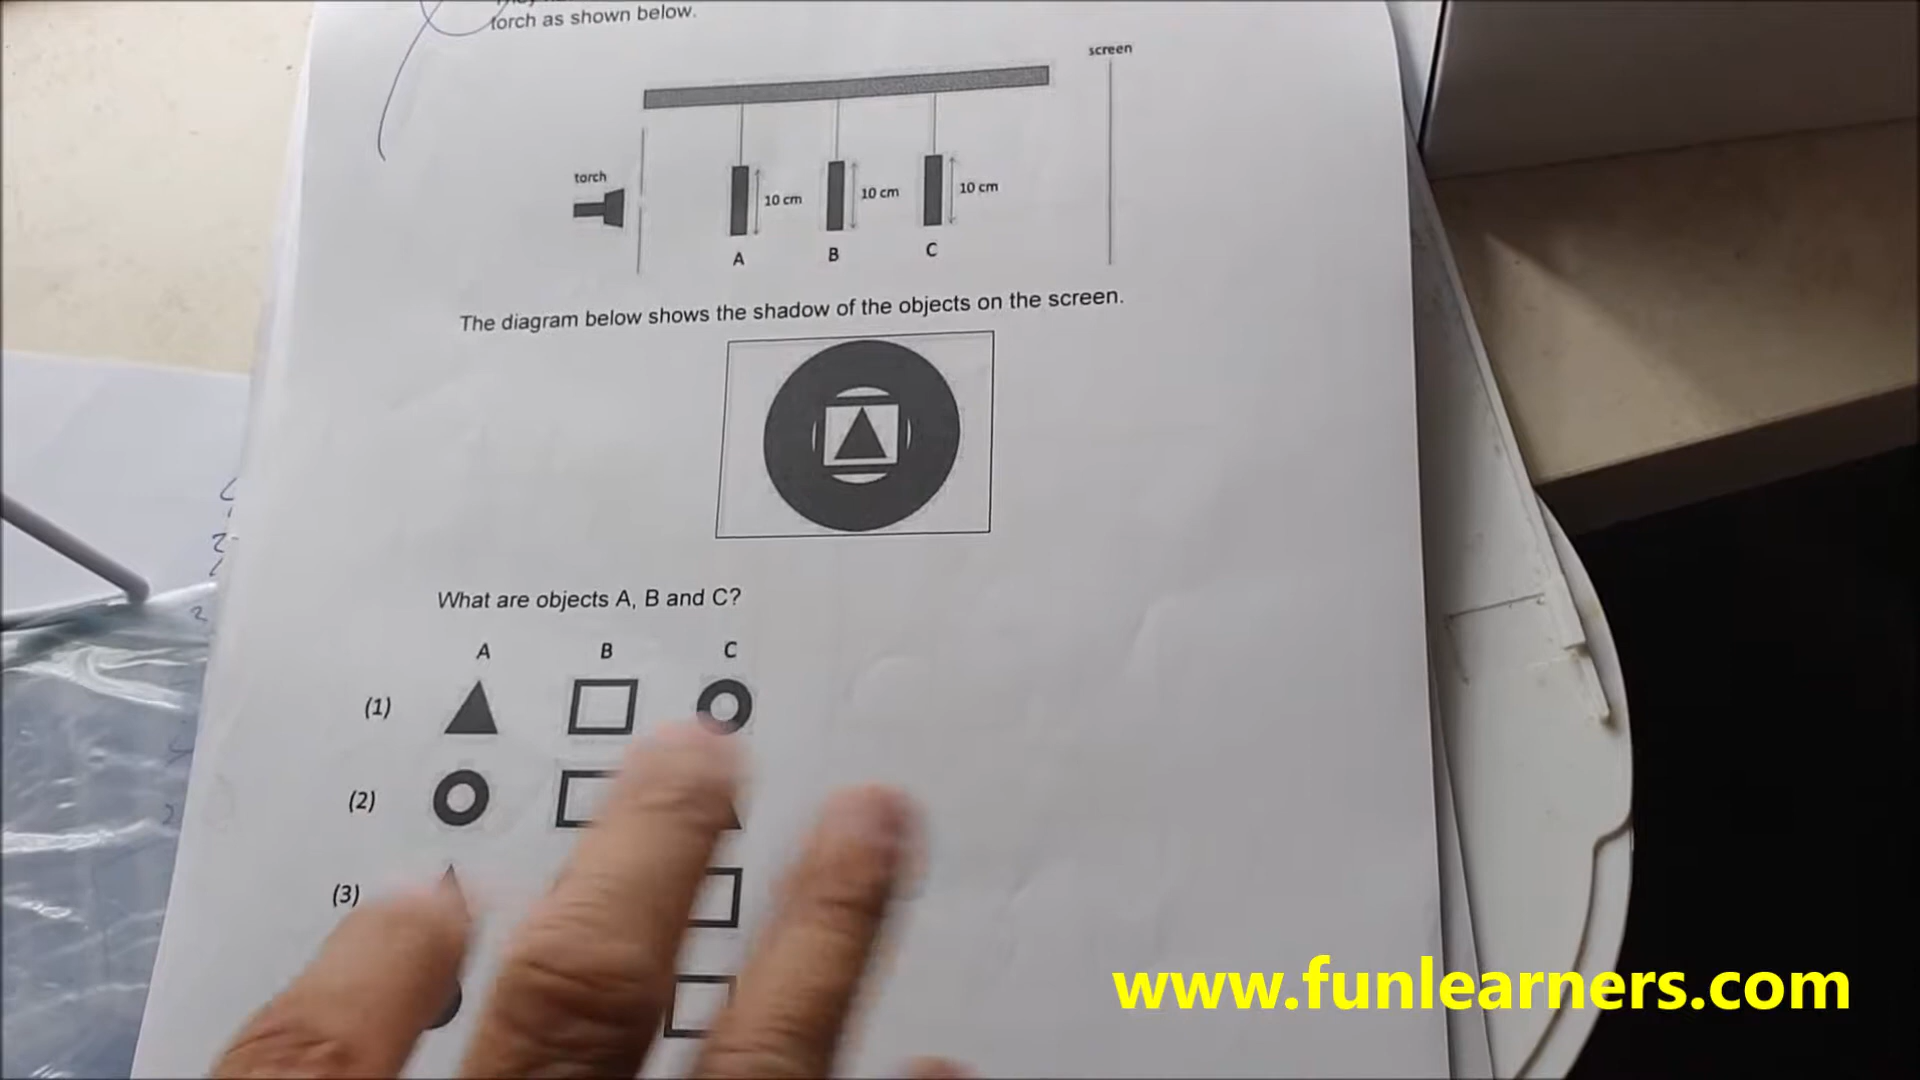 torch as shown below.
screen
torch
10 cm
10 cm
10 cm
A
B
C
The diagram below shows the shadow of the objects on the screen.
What are objects A, B and C?
A B C
(1)
(2)
(3)
www.funlearners.com